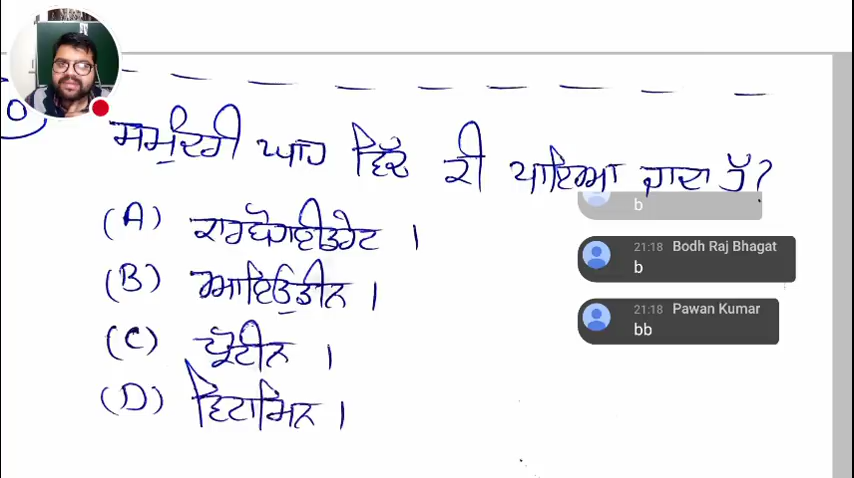 ਸਮੁੰਦਰੀ ਘਾਹ ਵਿੱਚ ਕੀ ਪਾਇਆ ਜਾਂਦਾ ਹੈ?
(A) ਕਾਰਬੋਹਾਈਡਰੇਟ ।
b
21:18 Bodh Raj Bhagat
b
(B) ਆਇਓਡੀਨ ।
21:18 Pawan Kumar
bb
(C) ਪ੍ਰੋਟੀਨ ।
(D) ਵਿਟਾਮਿਨ ।